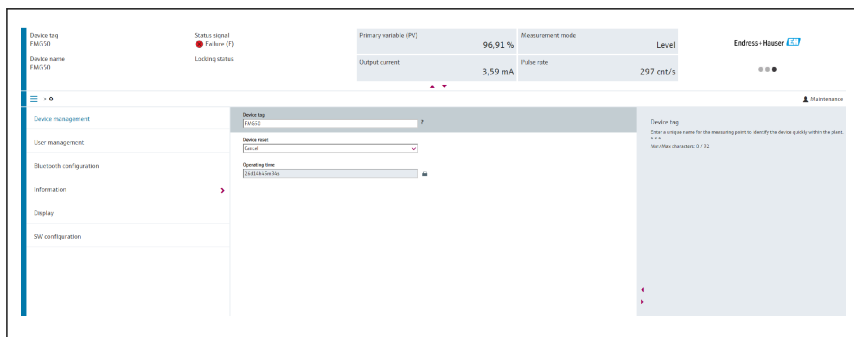 Device tag
FMG50
Device name
FMG50
Status signal
Failure (F)
Locking status
Primary variable (PV)
96,91 %
Output current
3,59 mA
Measurement mode
Level
Pulse rate
297 cnt/s
Endress+Hauser
Maintenance
Device management
User management
Bluetooth configuration
Information
Display
SW configuration
Device tag
FMG50
Device reset
Cancel
Operating time
26d14h45m34s
Device tag
Enter a unique name for the measuring point to identify the device quickly within the plant.
* * *
Min/Max characters: 0 / 32